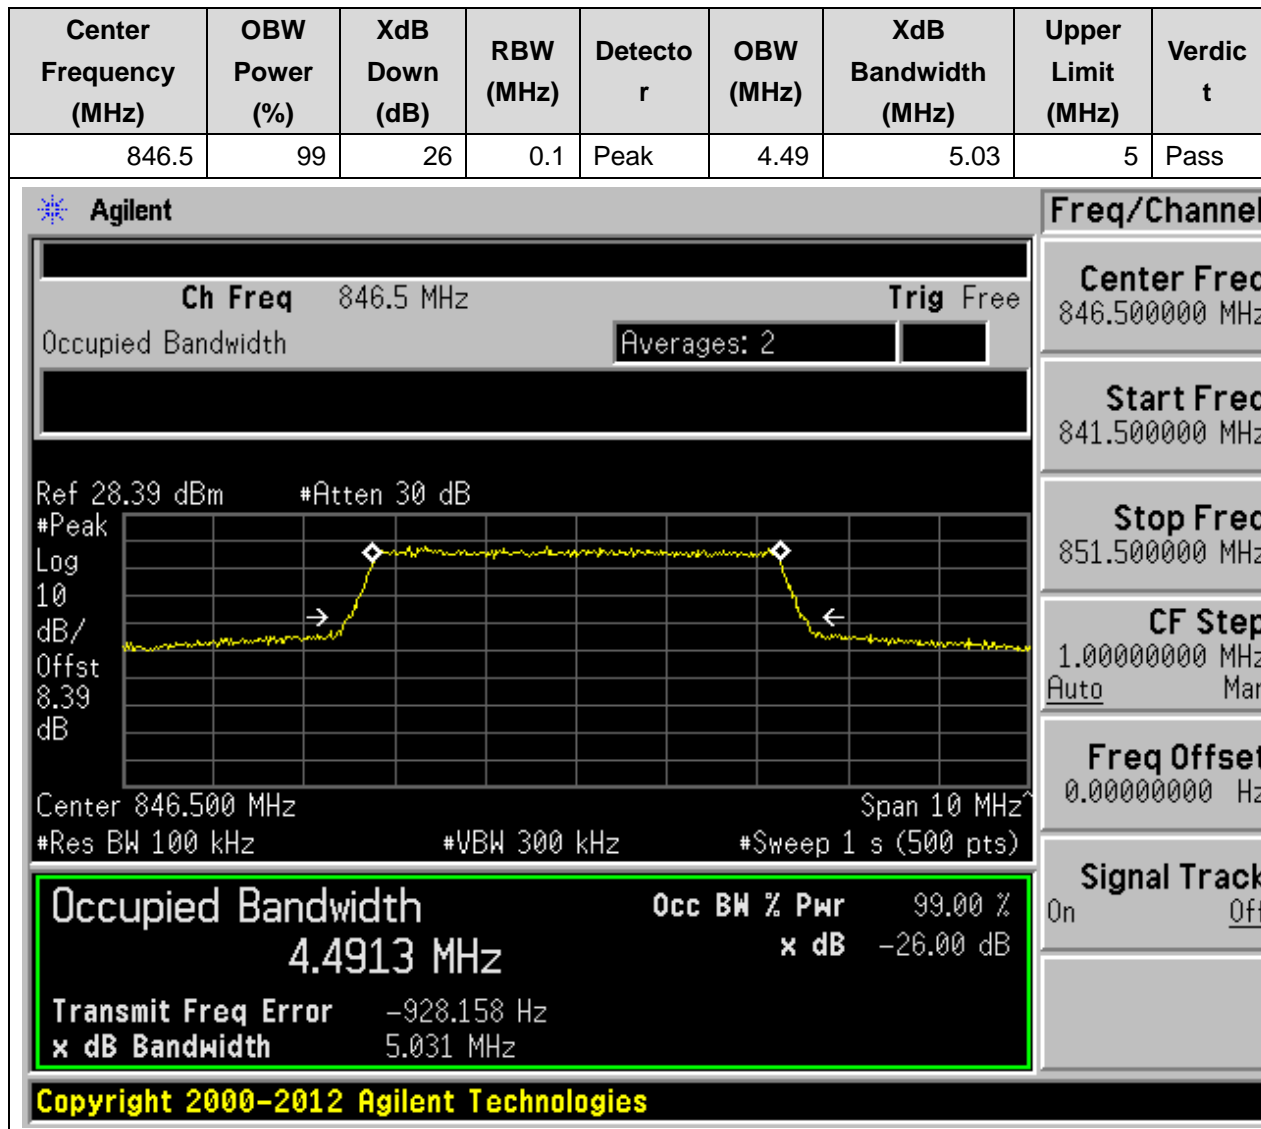 Center Frequency (MHz) OBW Power (%) XdB Down (dB) RBW (MHz) Detecto r OBW (MHz) XdB Bandwidth (MHz) Upper Limit (MHz) Verdic t
846.5 99 26 0.1 Peak 4.49 5.03 5 Pass
Agilent
Freq/Channel
Ch Freq 846.5 MHz Trig Free
Occupied Bandwidth Averages: 2
Center Freq
846.500000 MHz
Start Freq
841.500000 MHz
Stop Freq
851.500000 MHz
CF Step
1.00000000 MHz
Auto Man
Freq Offset
0.00000000 Hz
Signal Track
On Off
Ref 28.39 dBm #Atten 30 dB
#Peak
Log
10
dB/
Offst
8.39
dB
Center 846.500 MHz Span 10 MHz^
#Res BW 100 kHz #VBW 300 kHz #Sweep 1 s (500 pts)
Occupied Bandwidth Occ BW % Pwr 99.00 %
4.4913 MHz x dB -26.00 dB
Transmit Freq Error -928.158 Hz
x dB Bandwidth 5.031 MHz
Copyright 2000-2012 Agilent Technologies